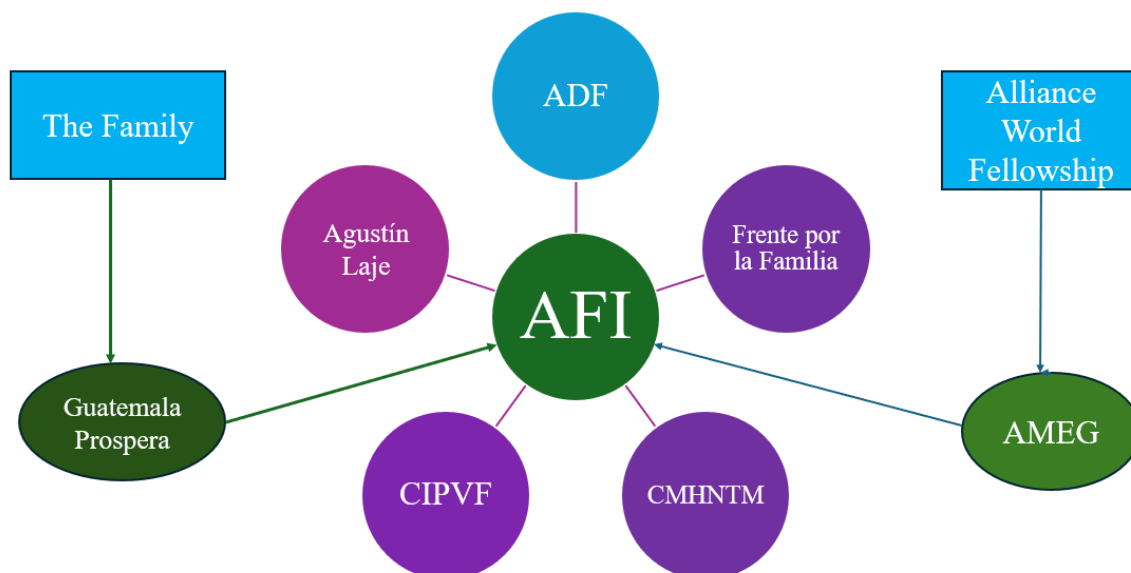 ADF
The Family
Alliance
World
Fellowship
Agustín
Laje
Frente por
la Familia
AFI
Guatemala
Prospera
AMEG
CIPVF
CMHNTM